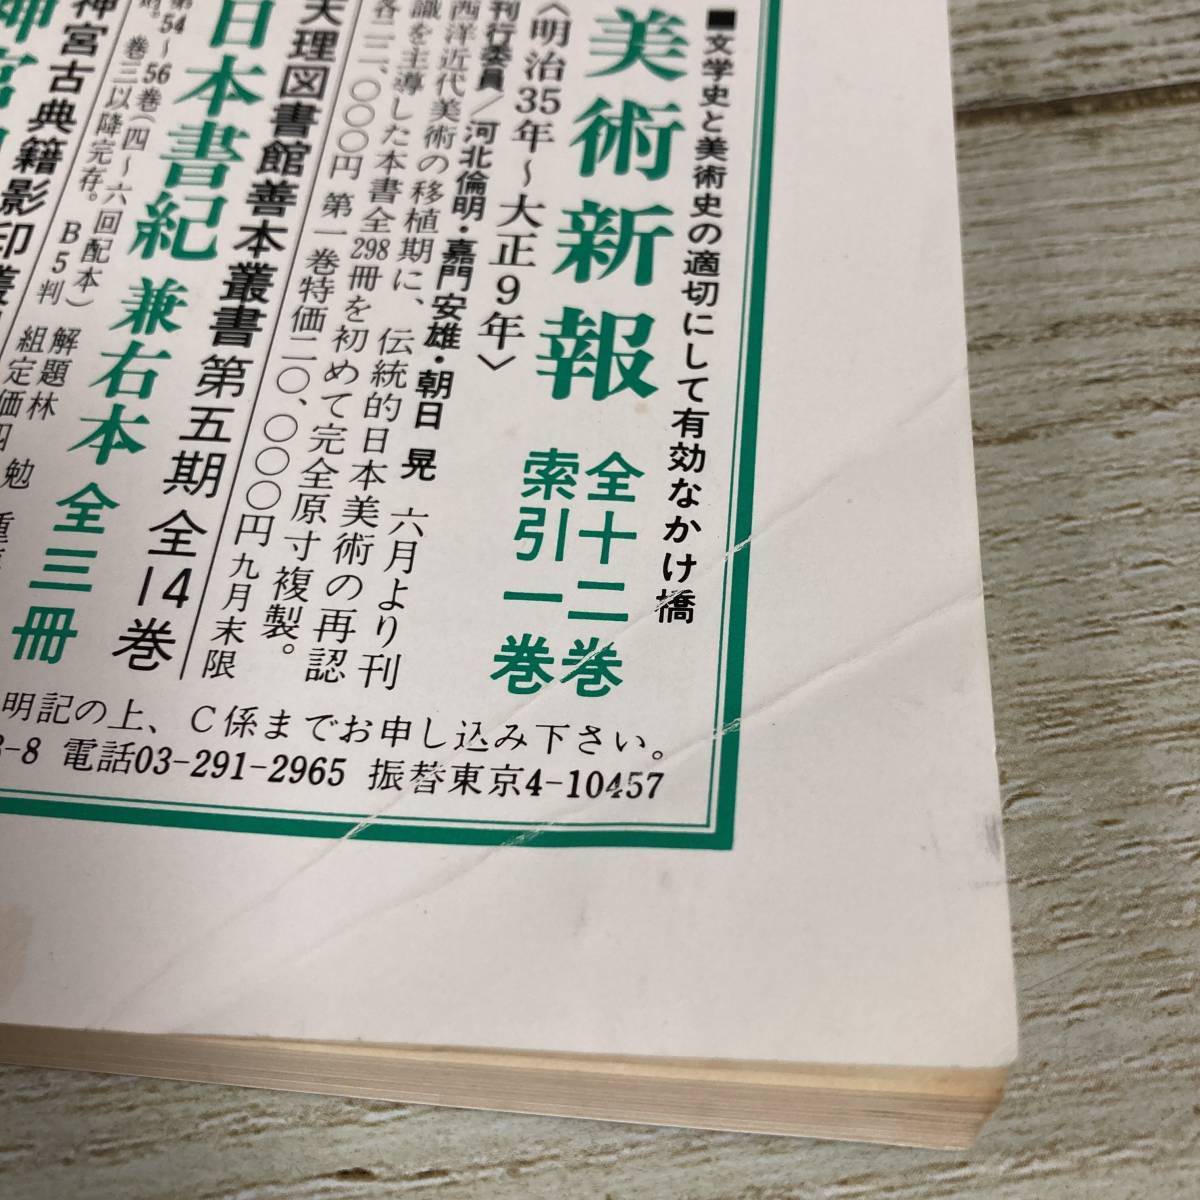 ■文学史と美術史の適切にして有効なかけ橋
美術新報 全十二巻
索引一巻
〈明治35年～大正9年〉
刊行委員/河北倫明・嘉門安雄・朝日 晃 六月より刊
西洋近代美術の移植期に、伝統的日本美術の再認
識を主導した本書全298冊を初めて完全原寸複製。
各二二、〇〇〇円 第一巻特価二〇、〇〇〇円 九月末限
天理図書館善本叢書 第五期 全14巻
第54～56巻(四～六回配本)
巻三以降完存。 B5判
日本書紀 兼右本 全三冊
解題林 勉
組定価四
神宮古典籍影印叢
神宮
明記の上、C係までお申し込み下さい。
3-8 電話03-291-2965 振替東京4-10457